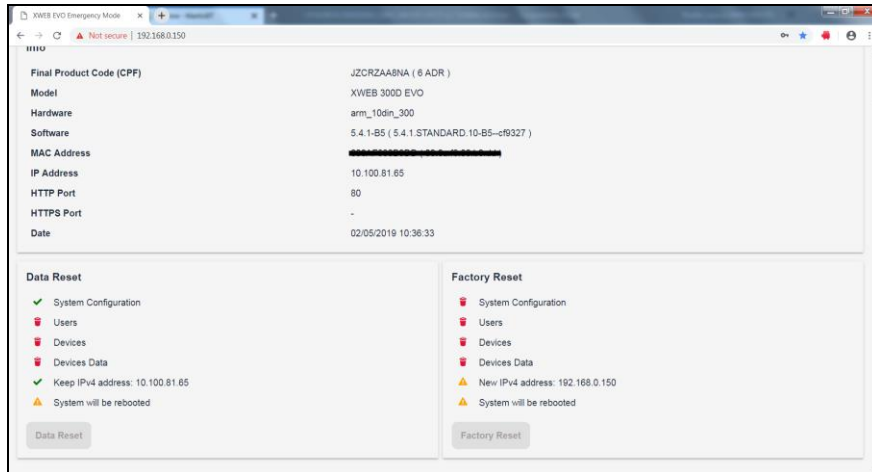 XWEB EVO Emergency Mode
Not secure | 192.168.0.150
Info
Final Product Code (CPF) JZCRZAA8NA ( 6 ADR )
Model XWEB 300D EVO
Hardware arm_10din_300
Software 5.4.1-B5 ( 5.4.1.STANDARD.10-B5--cf9327 )
MAC Address
IP Address 10.100.81.65
HTTP Port 80
HTTPS Port -
Date 02/05/2019 10:36:33
Data Reset
System Configuration
Users
Devices
Devices Data
Keep IPv4 address: 10.100.81.65
System will be rebooted
Data Reset
Factory Reset
System Configuration
Users
Devices
Devices Data
New IPv4 address: 192.168.0.150
System will be rebooted
Factory Reset